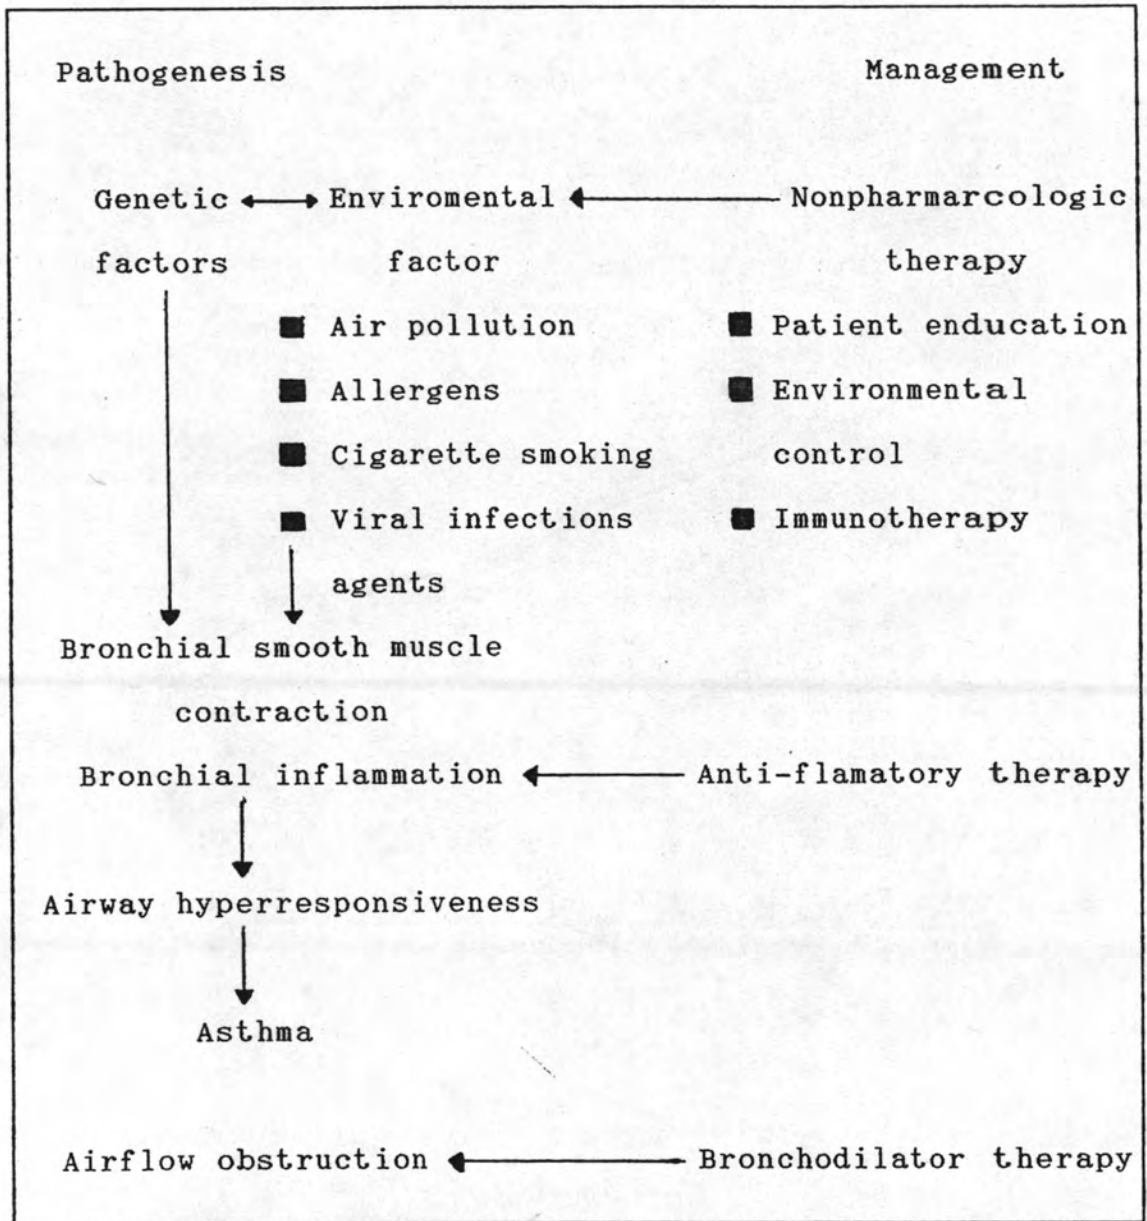 Pathogenesis Management
Genetic Enviromental Nonpharmarcologic
factors factor therapy
Air pollution Patient enducation
Allergens Environmental
Cigarette smoking control
Viral infections Immunotherapy
agents
Bronchial smooth muscle
contraction
Bronchial inflammation Anti-flamatory therapy
Airway hyperresponsiveness
Asthma
Airflow obstruction Bronchodilator therapy